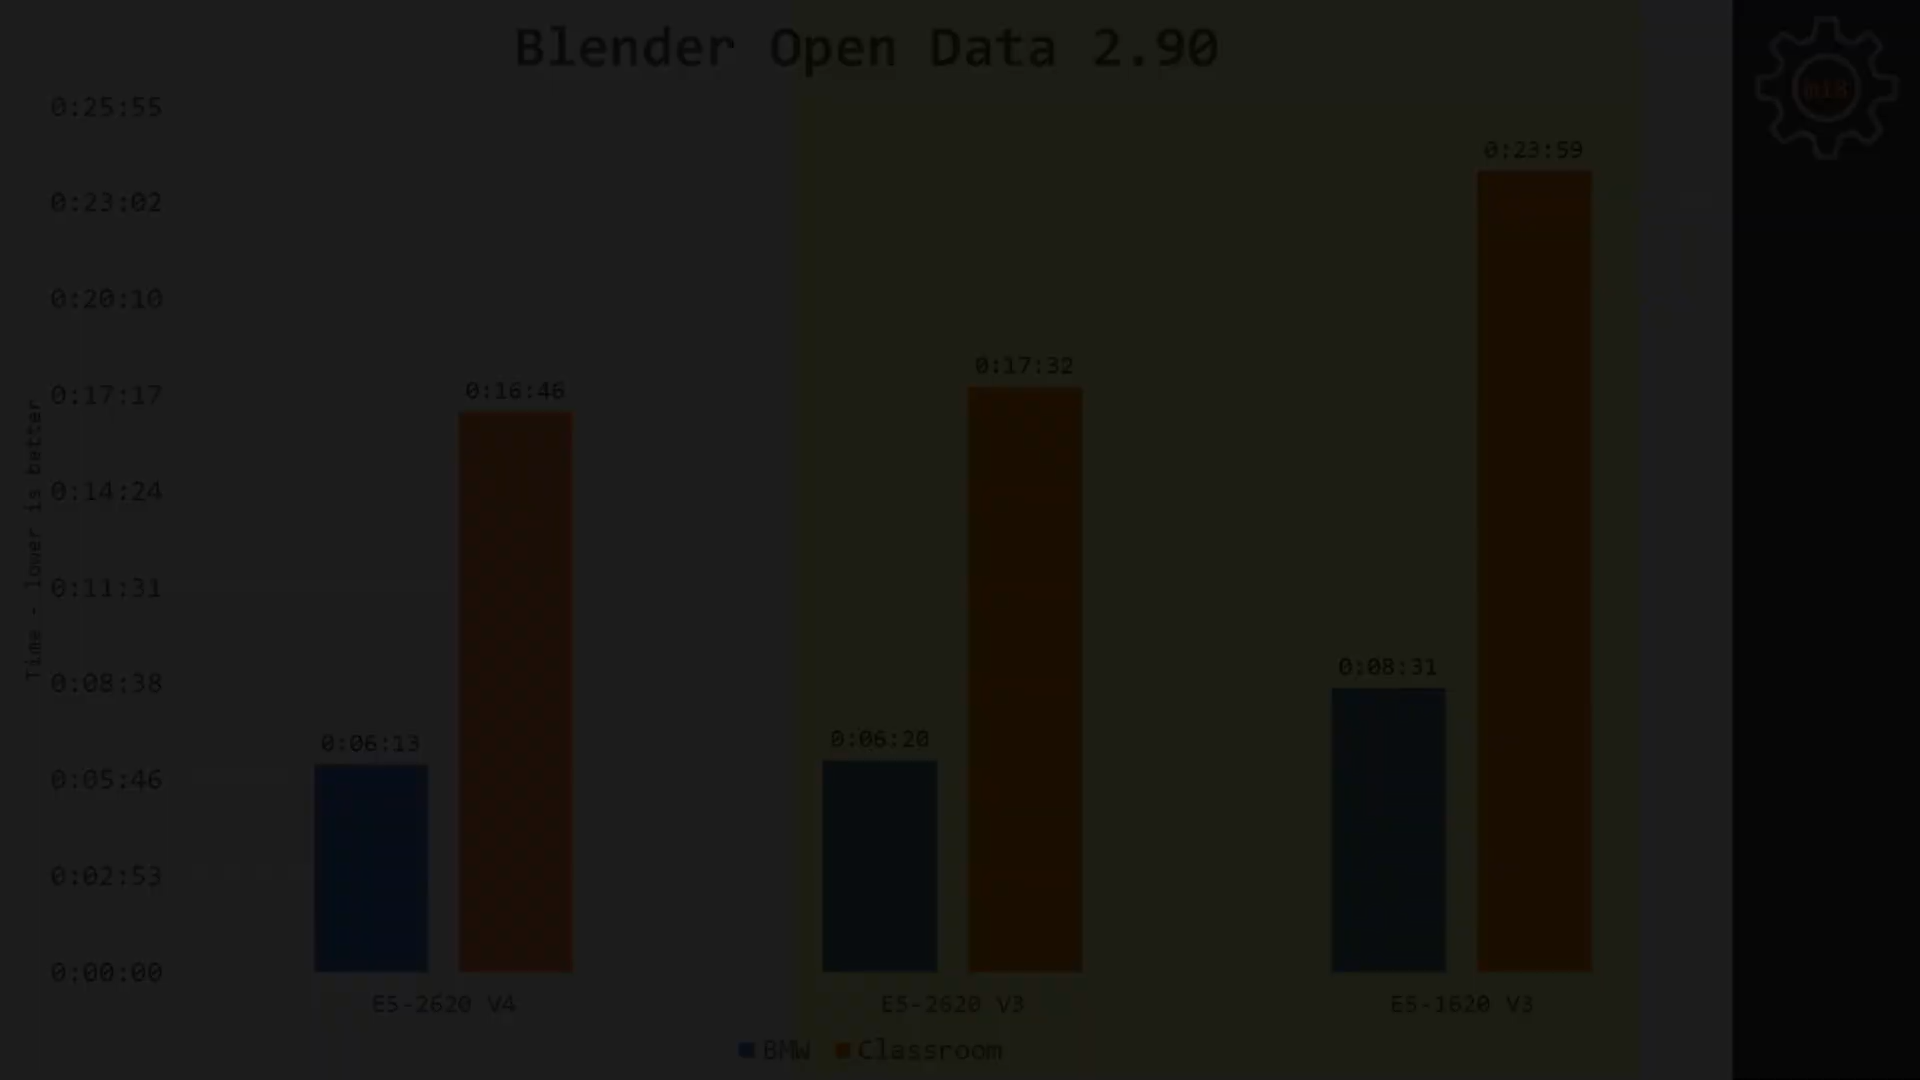 Blender Open Data 2.90
miX
0:25:55
0:23:59
0:23:02
0:20:10
0:17:17
0:16:46
0:17:32
0:14:24
0:11:31
0:08:38
0:08:31
0:06:13
0:06:20
0:05:46
0:02:53
0:00:00
Time - lower is better
E5-2620 V4
E5-2620 V3
E5-1620 V3
BMW
Classroom